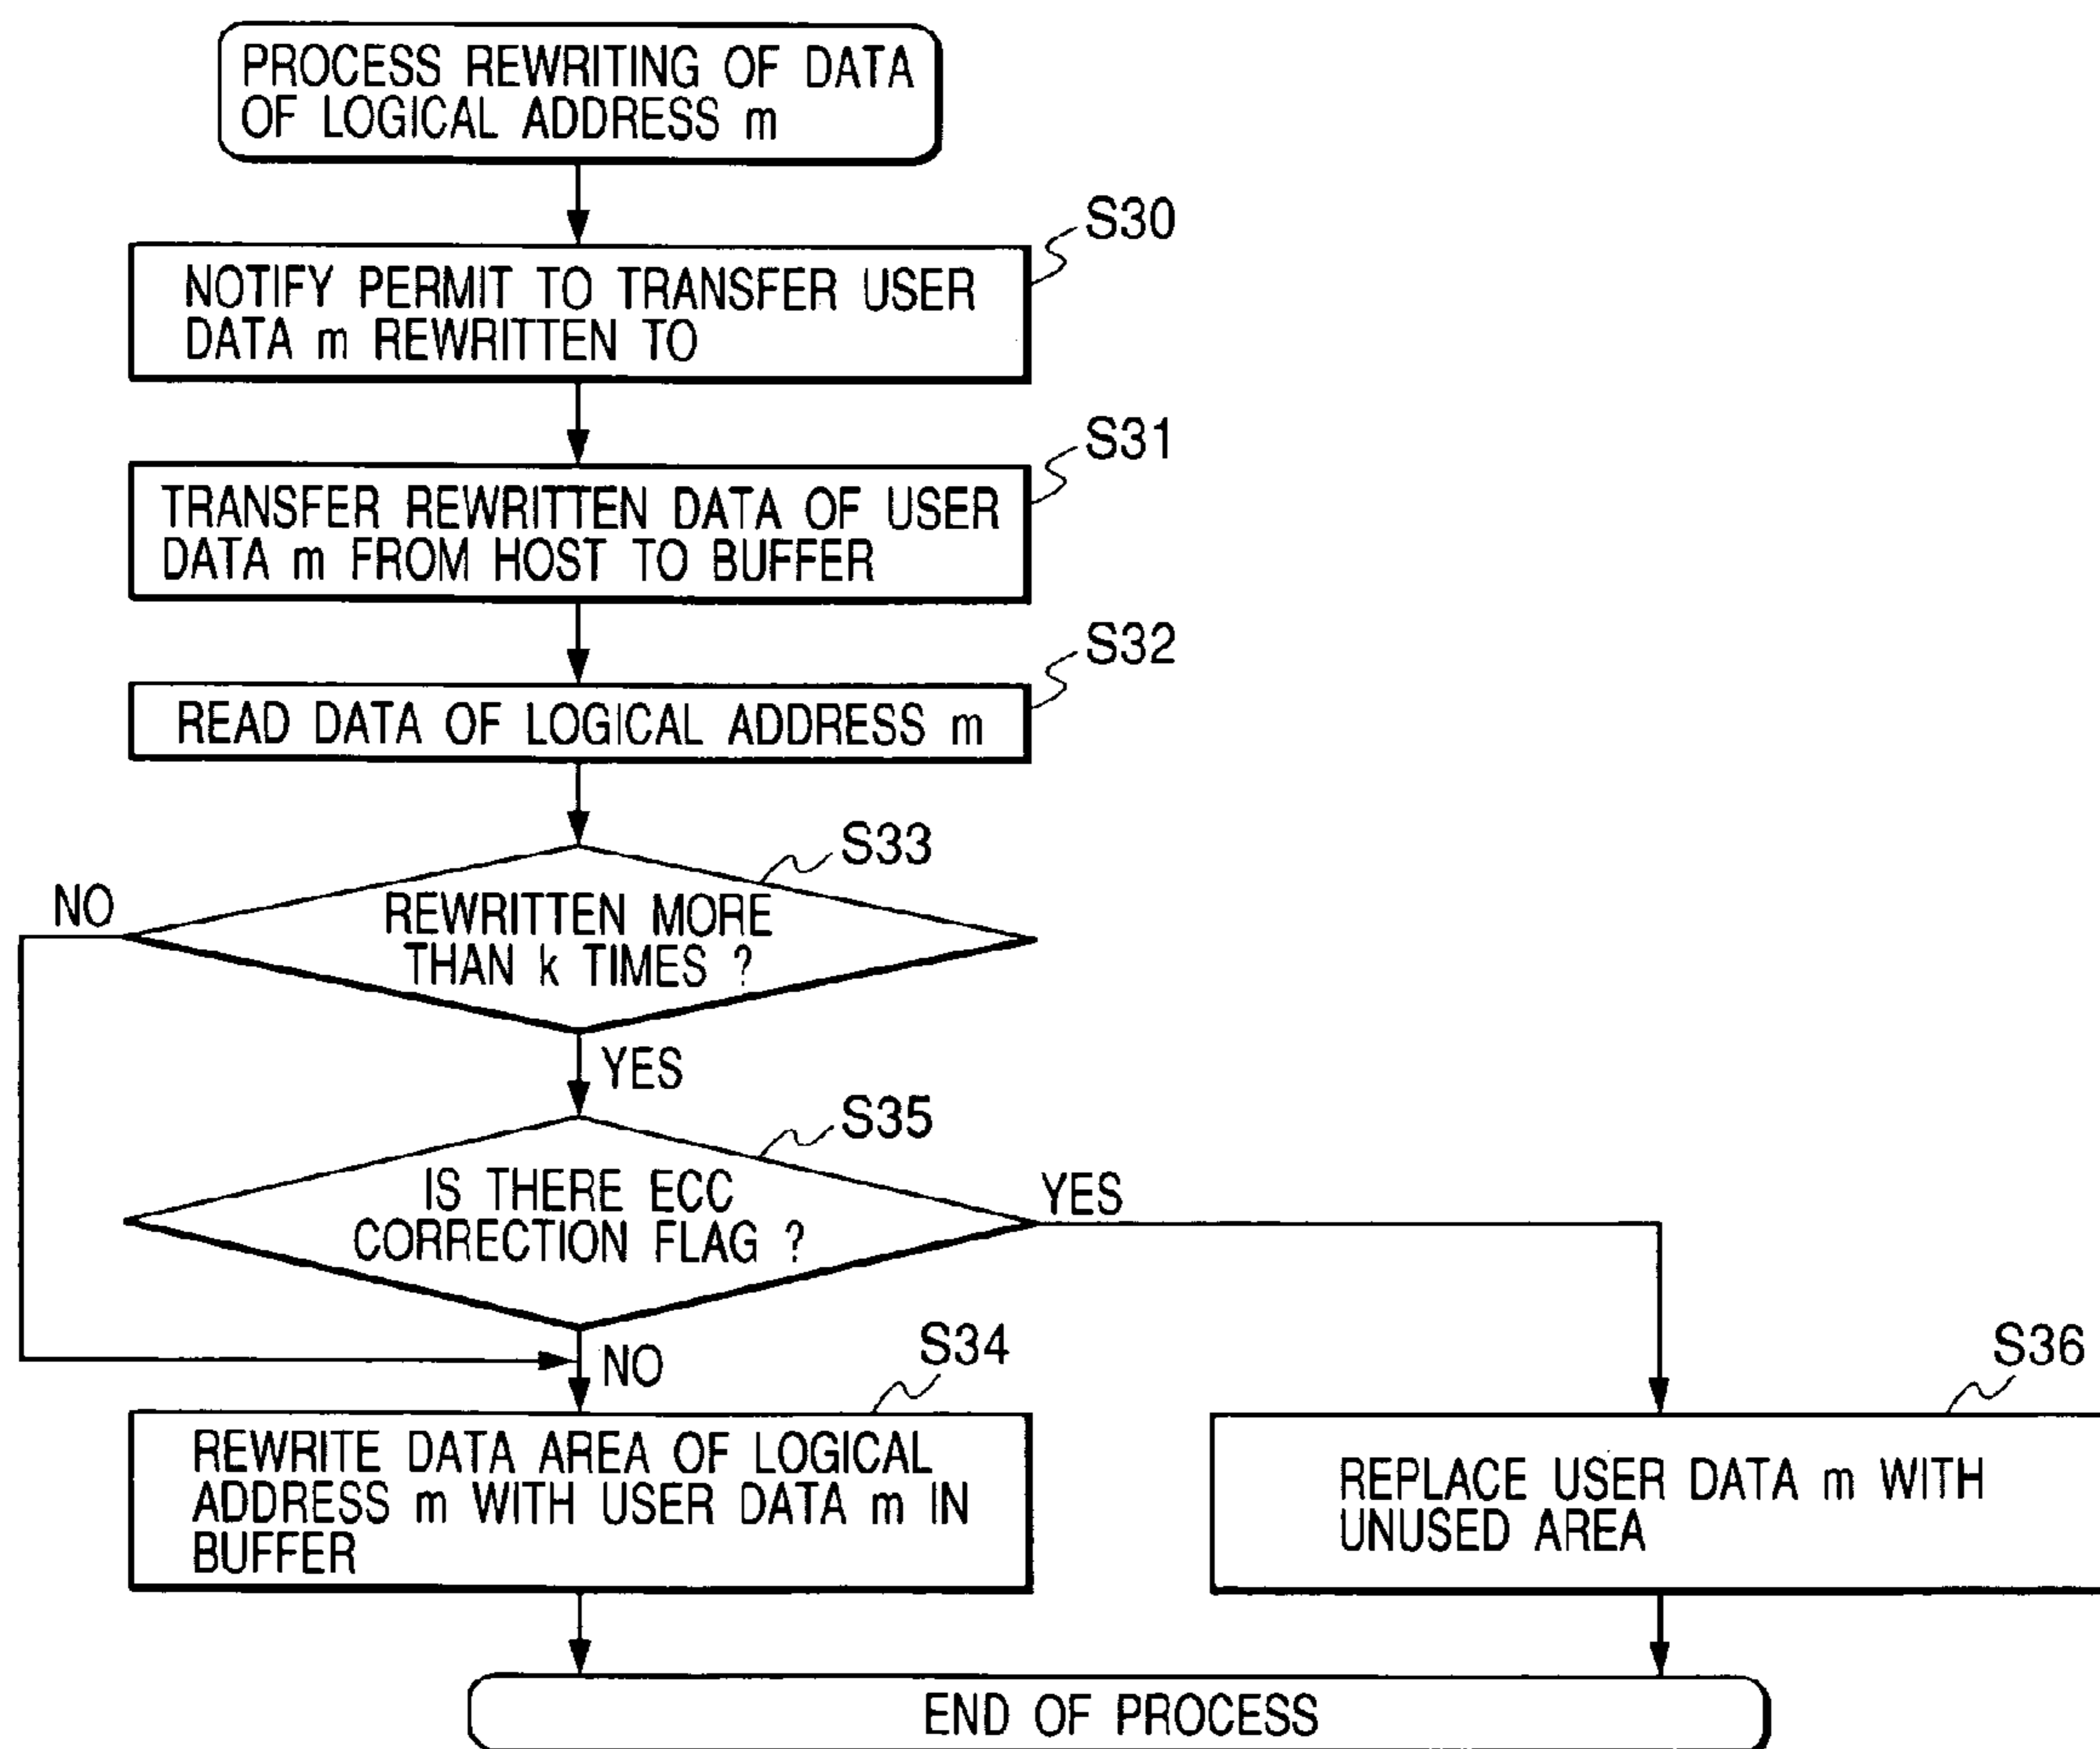 PROCESS REWRITING OF DATA
OF LOGICAL ADDRESS m
S30
NOTIFY PERMIT TO TRANSFER USER
DATA m REWRITTEN TO
S31
TRANSFER REWRITTEN DATA OF USER
DATA m FROM HOST TO BUFFER
S32
READ DATA OF LOGICAL ADDRESS m
S33
NO
REWRITTEN MORE
THAN k TIMES ?
YES
S35
IS THERE ECC
CORRECTION FLAG ?
YES
NO
S34
REWRITE DATA AREA OF LOGICAL
ADDRESS m WITH USER DATA m IN
BUFFER
S36
REPLACE USER DATA m WITH
UNUSED AREA
END OF PROCESS